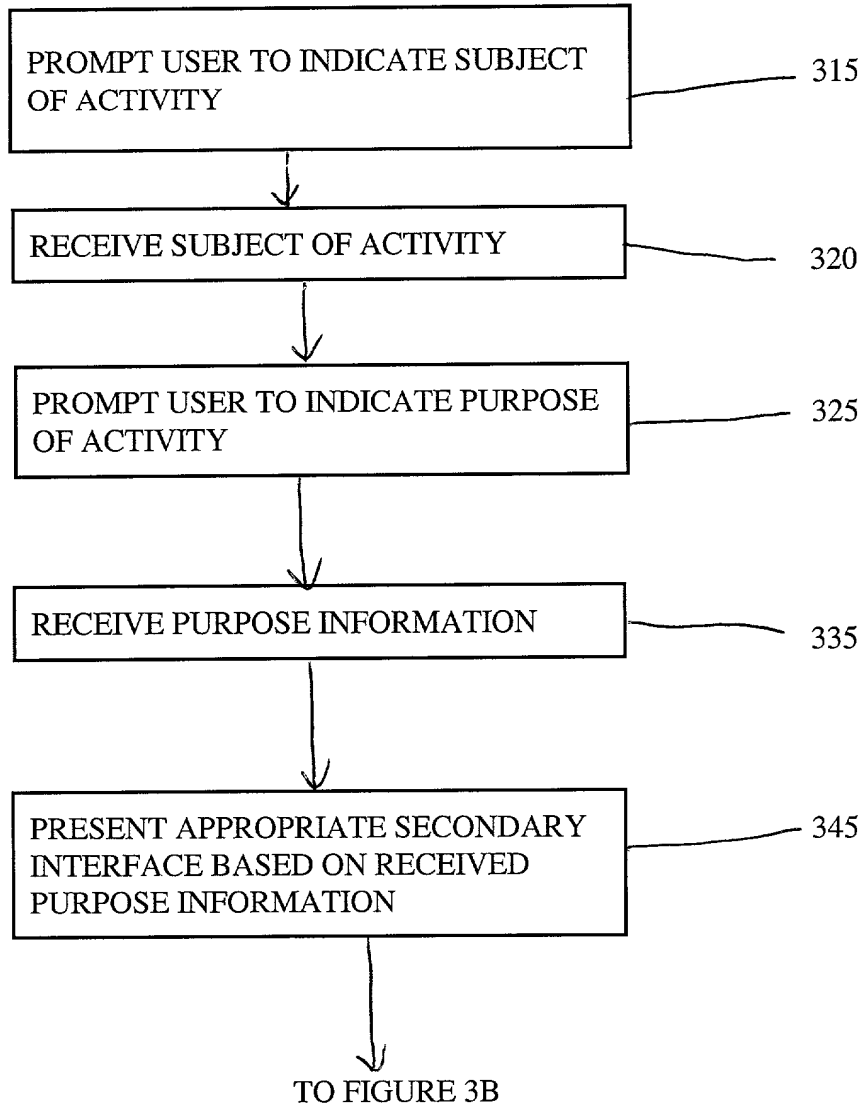 PROMPT USER TO INDICATE SUBJECT
OF ACTIVITY
315
RECEIVE SUBJECT OF ACTIVITY
320
PROMPT USER TO INDICATE PURPOSE
OF ACTIVITY
325
RECEIVE PURPOSE INFORMATION
335
PRESENT APPROPRIATE SECONDARY
INTERFACE BASED ON RECEIVED
PURPOSE INFORMATION
345
TO FIGURE 3B